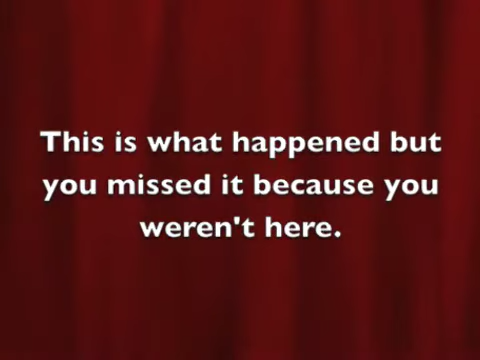 This is what happened but
you missed it because you
weren't here.